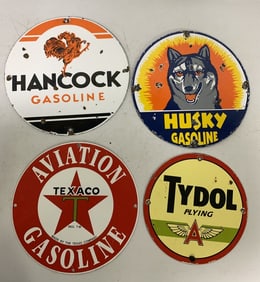 HANCOCK
GASOLINE
HUSKY
GASOLINE
AVIATION
TEXACO
T
GASOLINE
TYDOL
FLYING
A